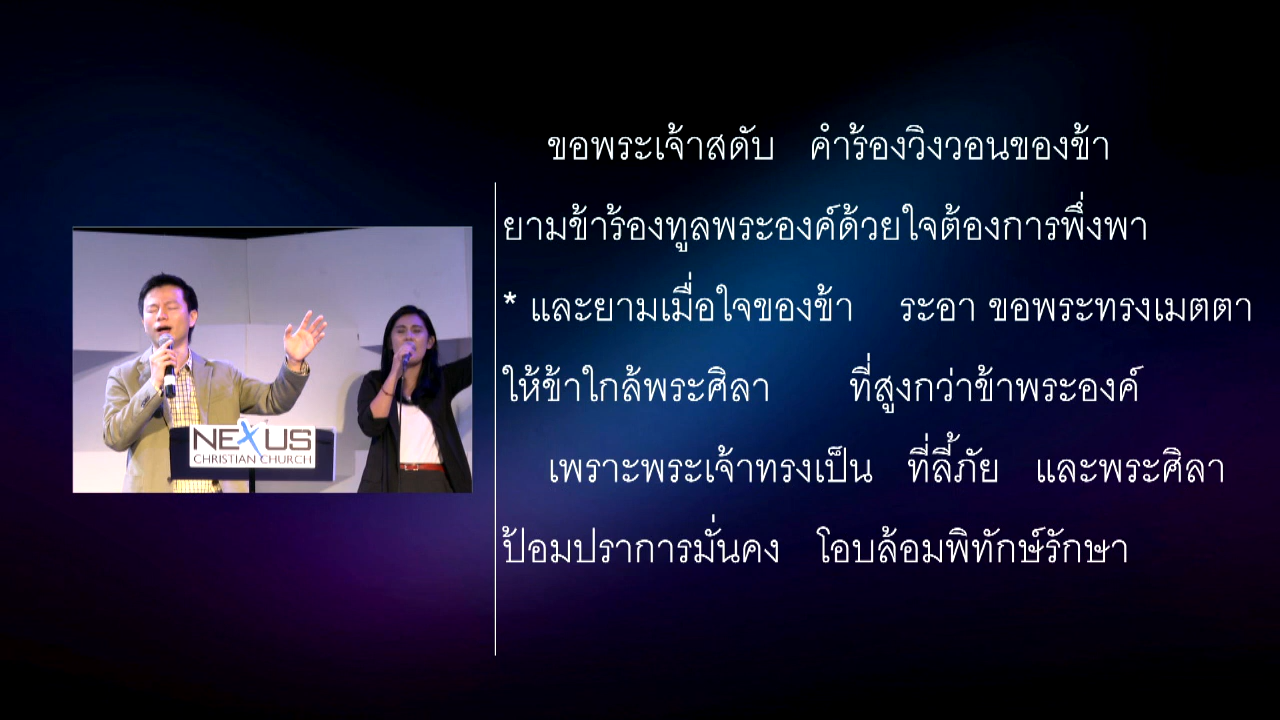 ขอพระเจ้าสดับ คำร้องวิงวอนของข้า
ยามข้าร้องทูลพระองค์ด้วยใจต้องการพึ่งพา
* และยามเมื่อใจของข้า ระอา ขอพระทรงเมตตา
ให้ข้าใกล้พระศิลา ที่สูงกว่าข้าพระองค์
เพราะพระเจ้าทรงเป็น ที่ลี้ภัย และพระศิลา
ป้อมปราการมั่นคง โอบล้อมพิทักษ์รักษา
NEXUS
CHRISTIAN CHURCH